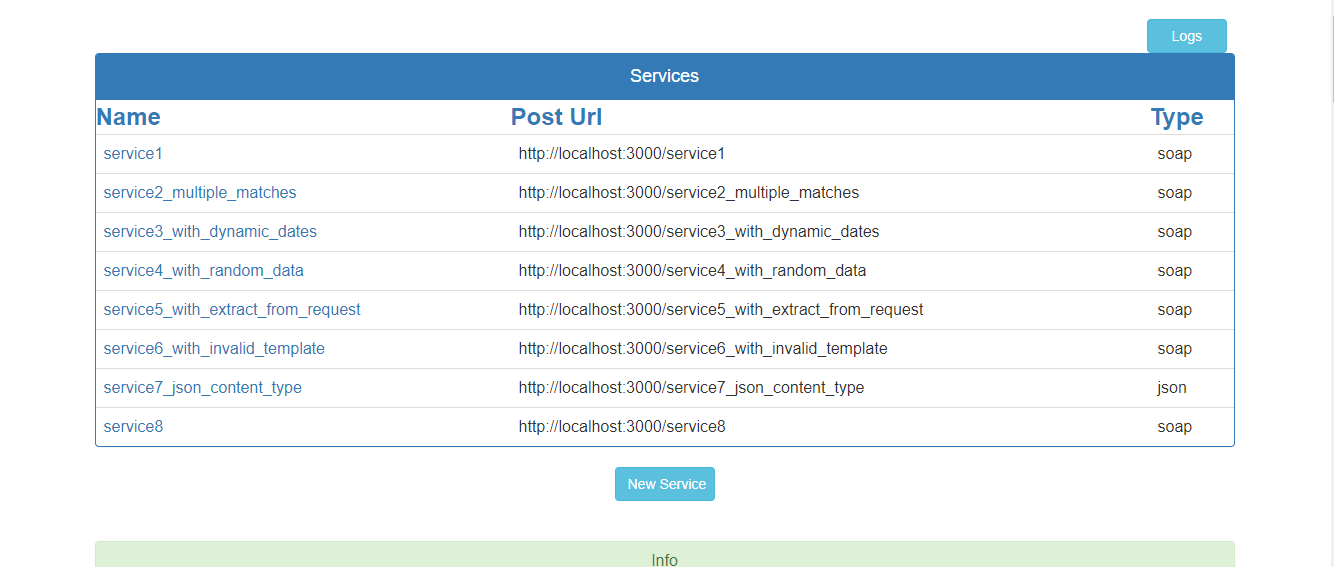 Logs
Services
Name Post Url Type
service1 http://localhost:3000/service1 soap
service2_multiple_matches http://localhost:3000/service2_multiple_matches soap
service3_with_dynamic_dates http://localhost:3000/service3_with_dynamic_dates soap
service4_with_random_data http://localhost:3000/service4_with_random_data soap
service5_with_extract_from_request http://localhost:3000/service5_with_extract_from_request soap
service6_with_invalid_template http://localhost:3000/service6_with_invalid_template soap
service7_json_content_type http://localhost:3000/service7_json_content_type json
service8 http://localhost:3000/service8 soap
New Service
Info